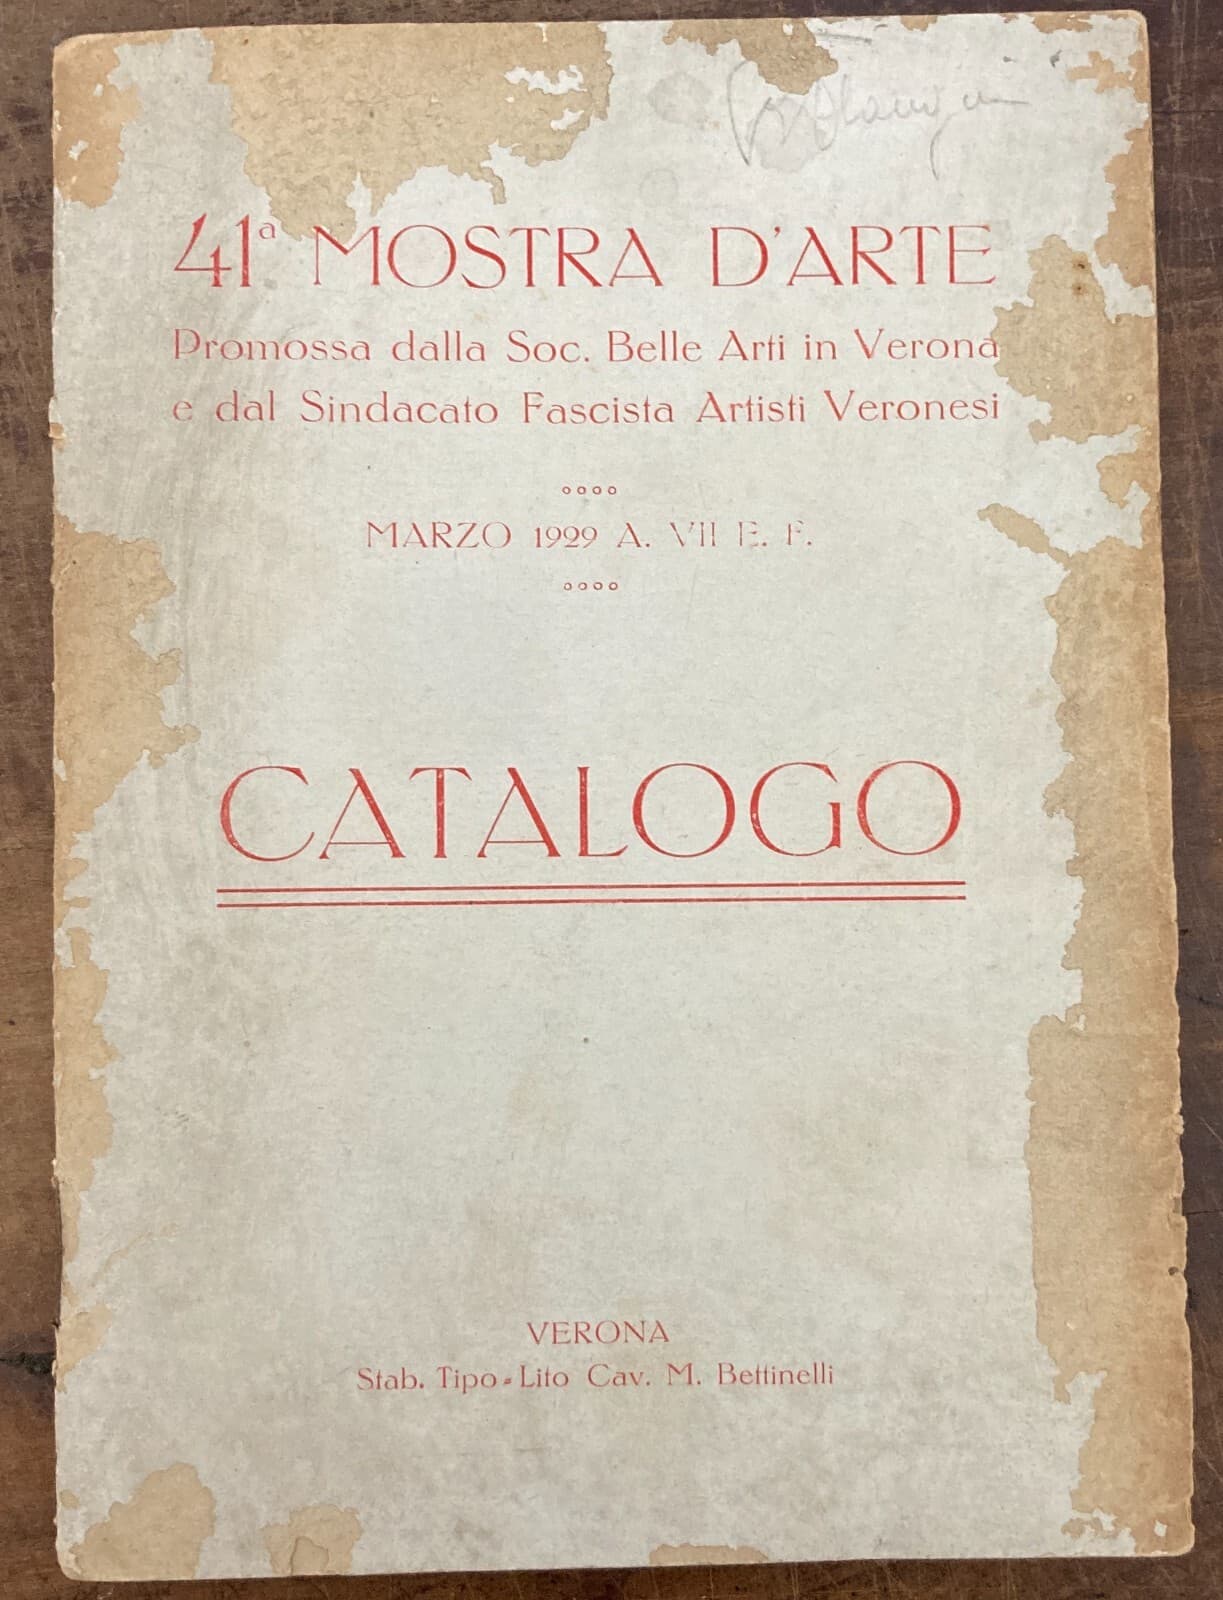 41ª MOSTRA D'ARTE
Promossa dalla Soc. Belle Arti in Verona
e dal Sindacato Fascista Artisti Veronesi
MARZO 1929 A. VII E. F.
CATALOGO
VERONA
Stab. Tipo-Lito Cav. M. Bettinelli